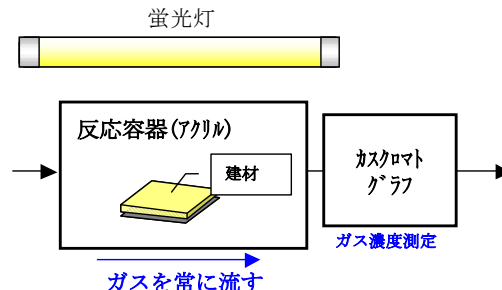 蛍光灯
反応容器(ｱｸﾘﾙ)
建材
ｶﾞｽｸﾛﾏﾄ
ｸﾞﾗﾌ
ガス濃度測定
ガスを常に流す